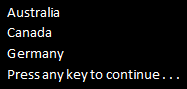 Australia
Canada
Germany
Press any key to continue . . .